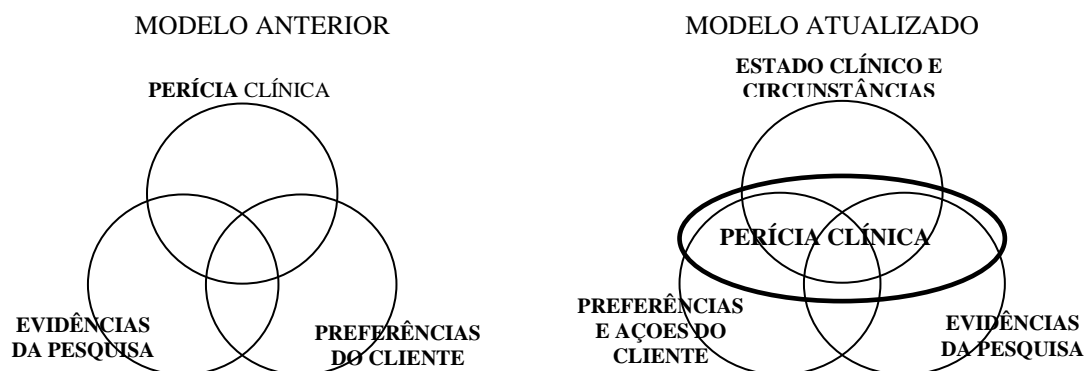 MODELO ANTERIOR
PERÍCIA CLÍNICA
EVIDÊNCIAS
DA PESQUISA
PREFERÊNCIAS
DO CLIENTE
MODELO ATUALIZADO
ESTADO CLÍNICO E
CIRCUNSTÂNCIAS
PERÍCIA CLÍNICA
PREFERÊNCIAS
E AÇOES DO
CLIENTE
EVIDÊNCIAS
DA PESQUISA